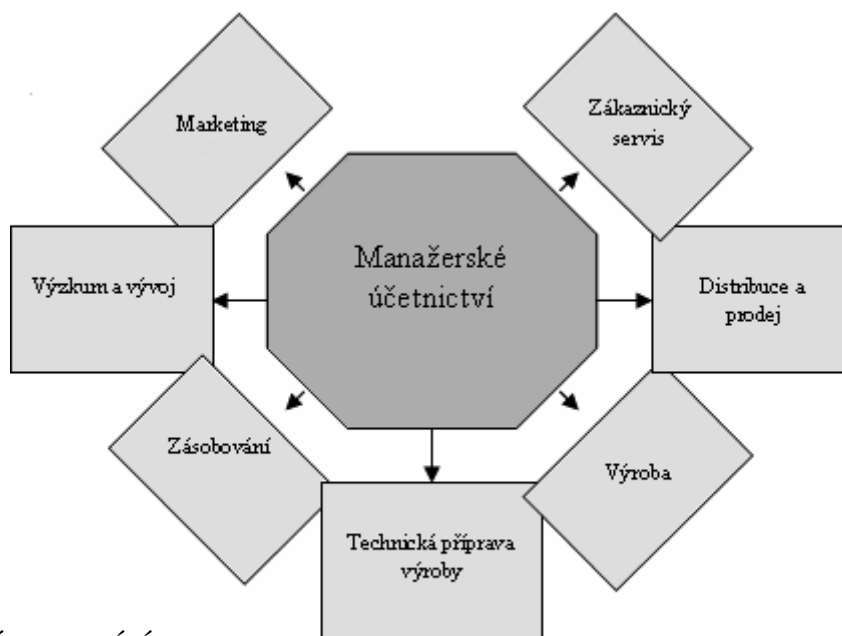 Marketing
Zákaznický
servis
Manažerské
účetnictví
Výzkum a vývoj
Distribuce a
prodej
Zásobování
Výroba
Technická příprava
výroby